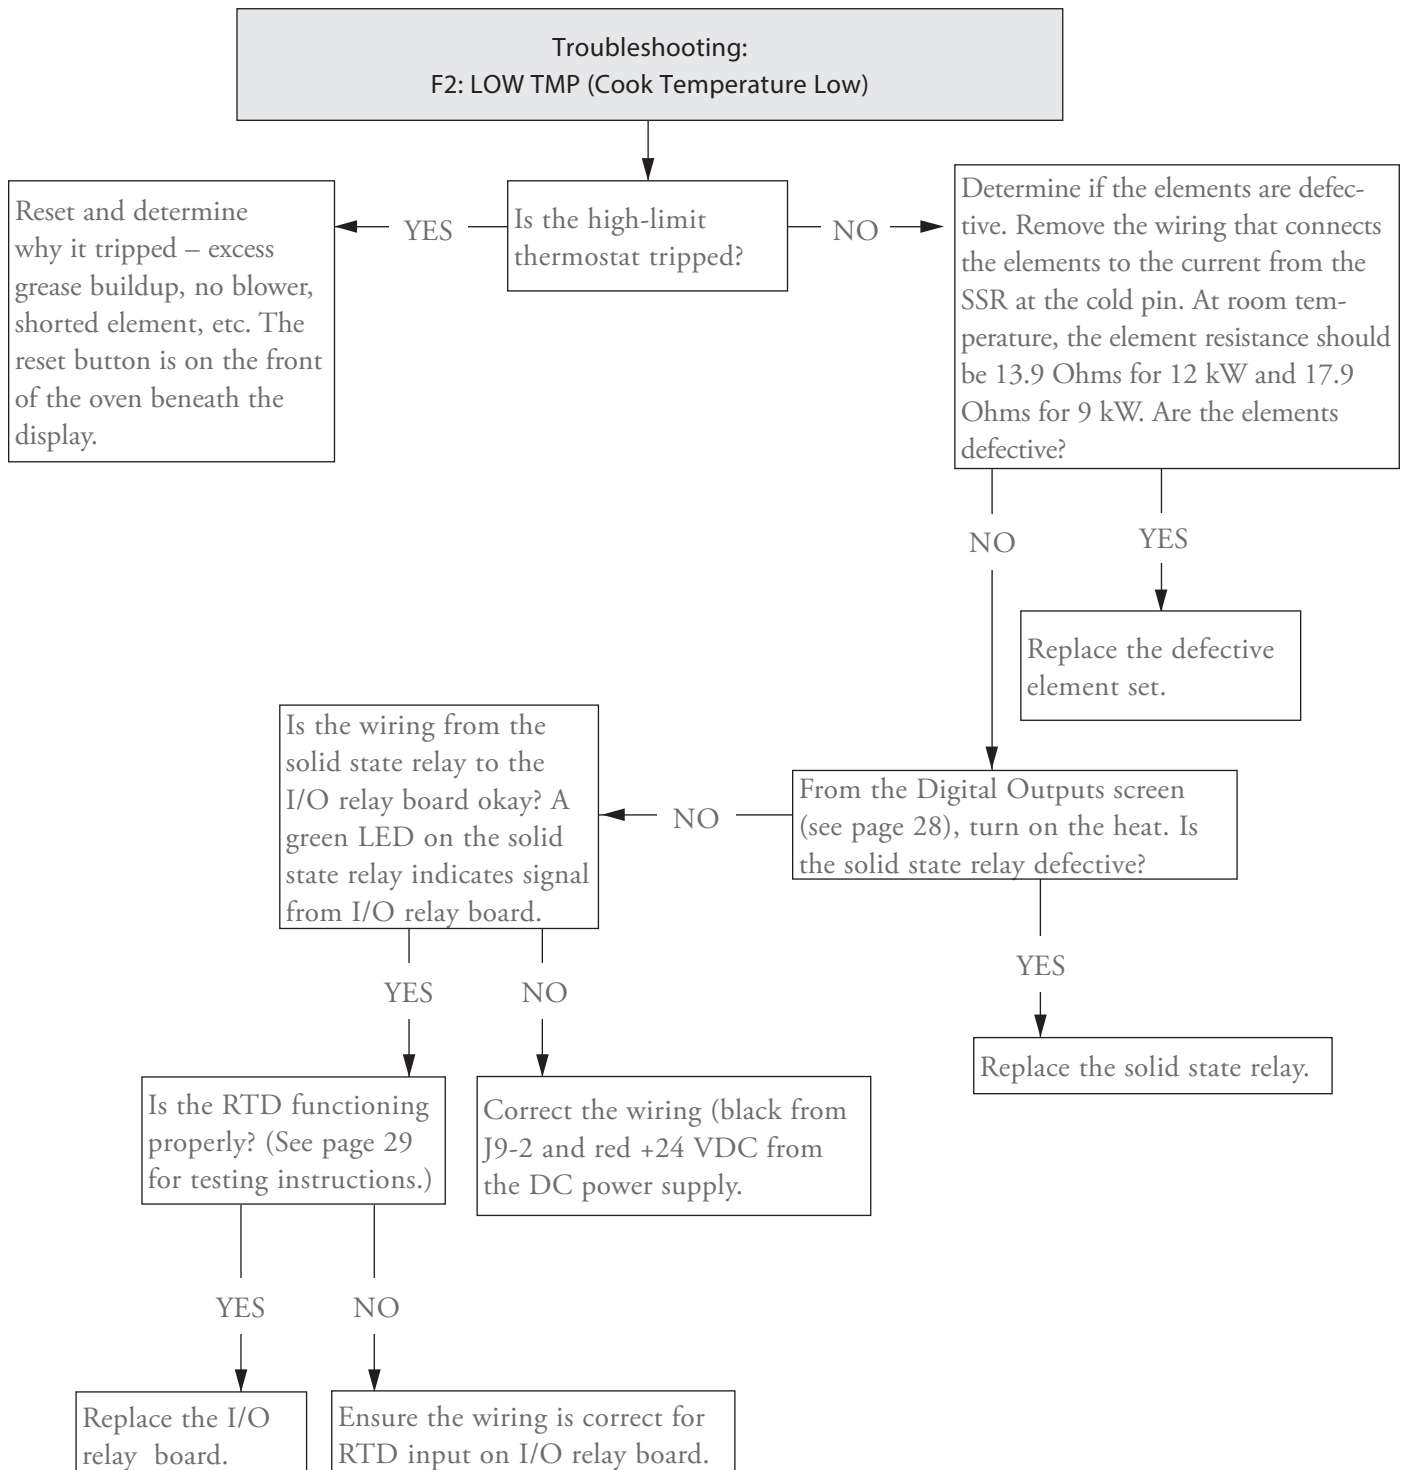 Troubleshooting:
F2: LOW TMP (Cook Temperature Low)
Reset and determine
why it tripped – excess
grease buildup, no blower,
shorted element, etc. The
reset button is on the front
of the oven beneath the
display.
YES
Is the high-limit
thermostat tripped?
NO
Determine if the elements are defec-
tive. Remove the wiring that connects
the elements to the current from the
SSR at the cold pin. At room tem-
perature, the element resistance should
be 13.9 Ohms for 12 kW and 17.9
Ohms for 9 kW. Are the elements
defective?
NO
YES
Replace the defective
element set.
From the Digital Outputs screen
(see page 28), turn on the heat. Is
the solid state relay defective?
NO
YES
Replace the solid state relay.
Is the wiring from the
solid state relay to the
I/O relay board okay? A
green LED on the solid
state relay indicates signal
from I/O relay board.
YES
NO
Is the RTD functioning
properly? (See page 29
for testing instructions.)
Correct the wiring (black from
J9-2 and red +24 VDC from
the DC power supply.
YES
NO
Replace the I/O
relay board.
Ensure the wiring is correct for
RTD input on I/O relay board.